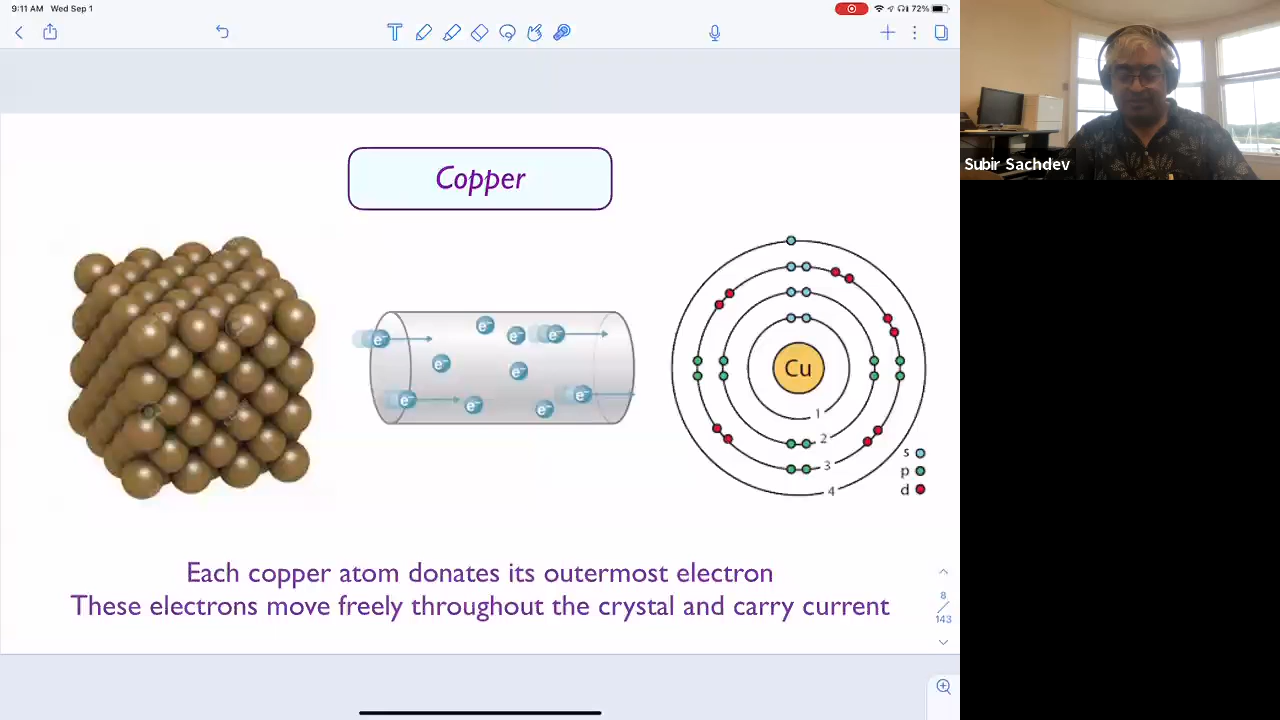 9:11 AM Wed Sep 1
72%
T
Subir Sachdev
Copper
e⁻
e⁻
e⁻
e⁻
e⁻
e⁻
e⁻
e⁻
e⁻
e⁻
Cu
1
2
3
4
s
p
d
Each copper atom donates its outermost electron
These electrons move freely throughout the crystal and carry current
8
143